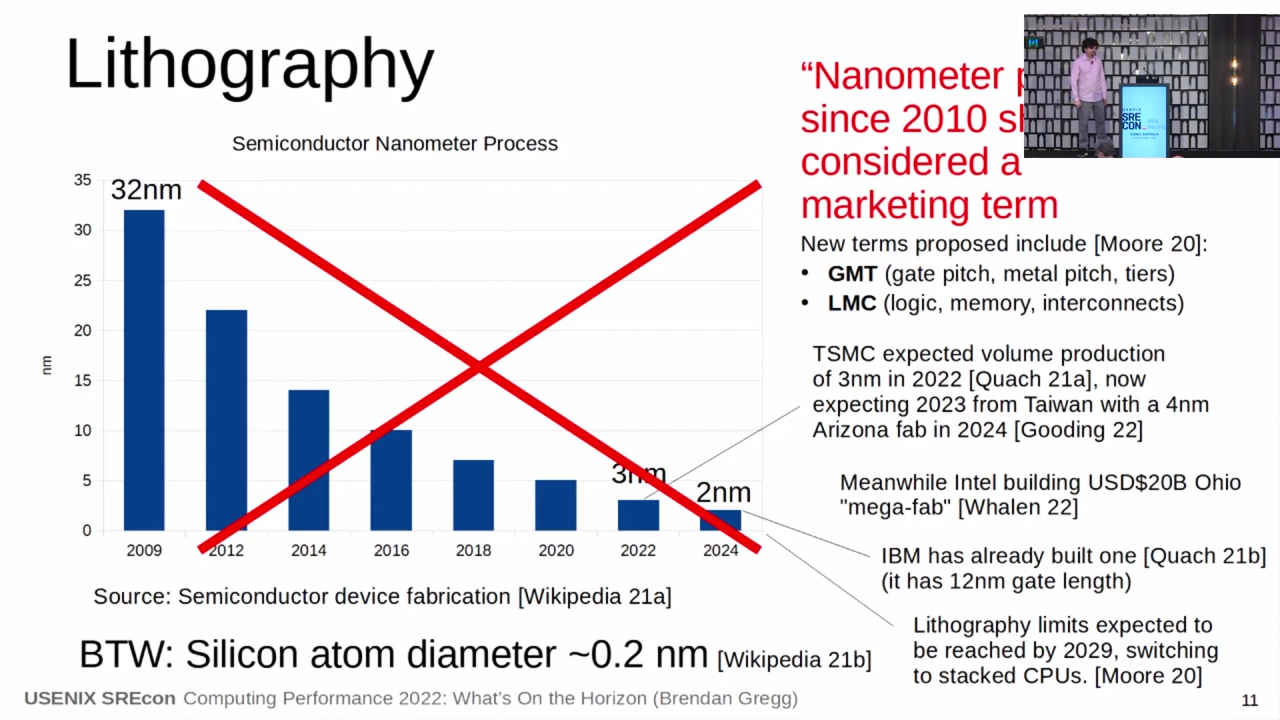 Lithography
Semiconductor Nanometer Process
35
30
25
20
15
10
5
0
nm
32nm
3nm
2nm
2009 2012 2014 2016 2018 2020 2022 2024
Source: Semiconductor device fabrication [Wikipedia 21a]
BTW: Silicon atom diameter ~0.2 nm [Wikipedia 21b]
“Nanometer
since 2010
considered a
marketing term
New terms proposed include [Moore 20]:
• GMT (gate pitch, metal pitch, tiers)
• LMC (logic, memory, interconnects)
TSMC expected volume production
of 3nm in 2022 [Quach 21a], now
expecting 2023 from Taiwan with a 4nm
Arizona fab in 2024 [Gooding 22]
Meanwhile Intel building USD$20B Ohio
"mega-fab" [Whalen 22]
IBM has already built one [Quach 21b]
(it has 12nm gate length)
Lithography limits expected to
be reached by 2029, switching
to stacked CPUs. [Moore 20]
USENIX SREcon Computing Performance 2022: What's On the Horizon (Brendan Gregg)
11
SRE
CON